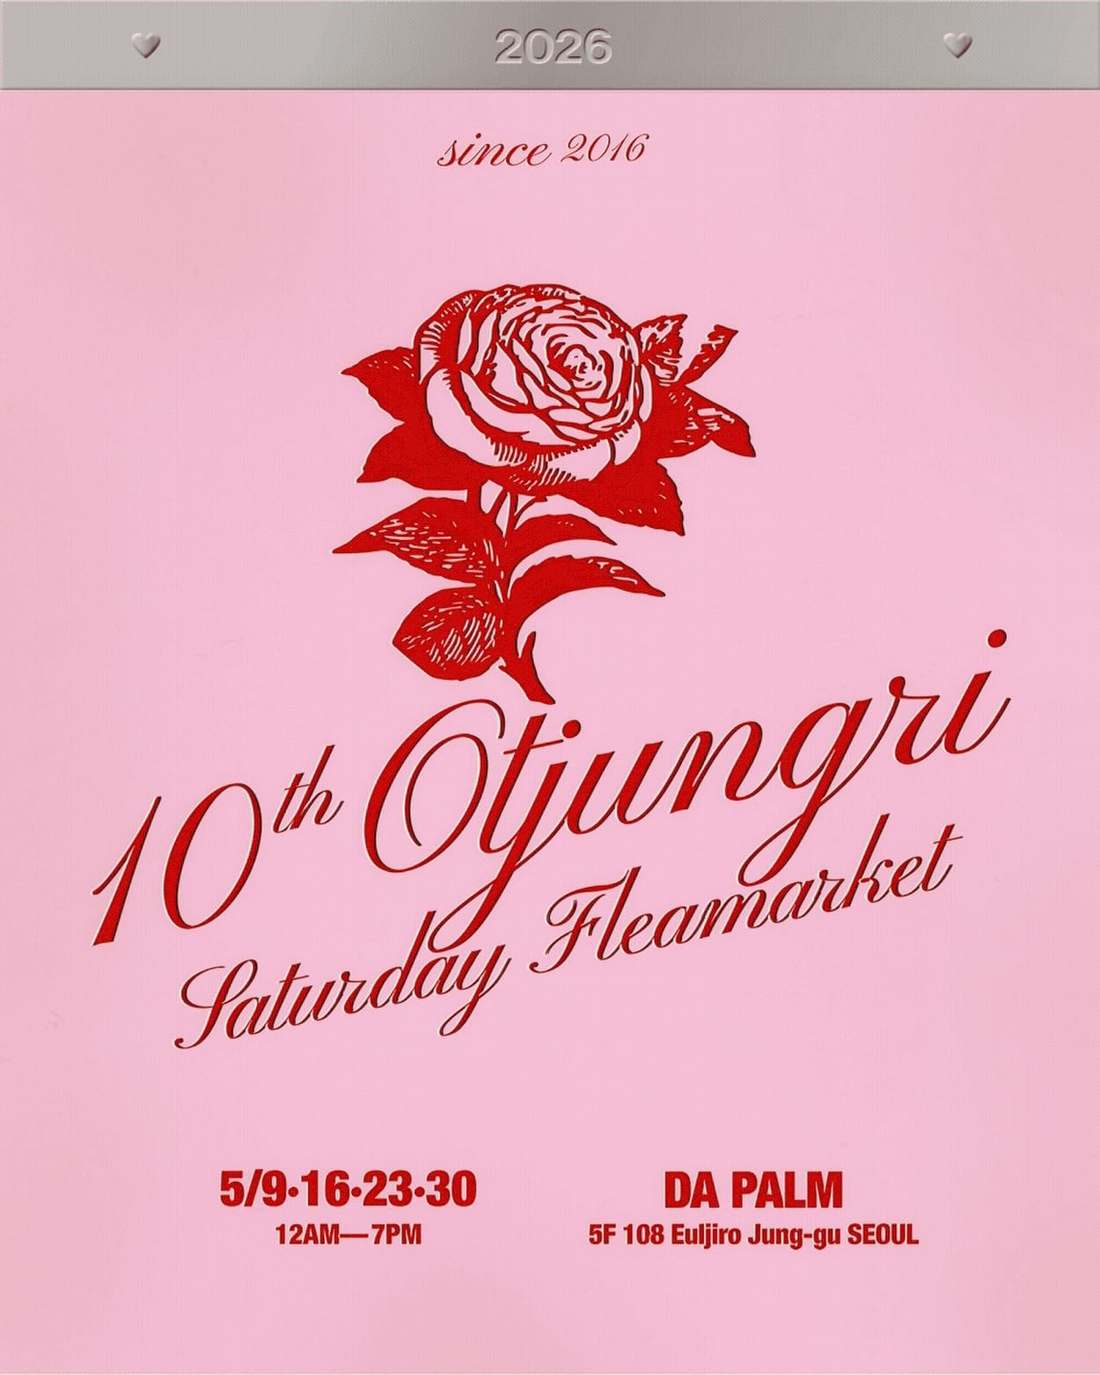 2026
since 2016
10th Otjungri
Saturday Fleamarket
5/9·16·23·30
12AM—7PM
DA PALM
5F 108 Euljiro Jung-gu SEOUL